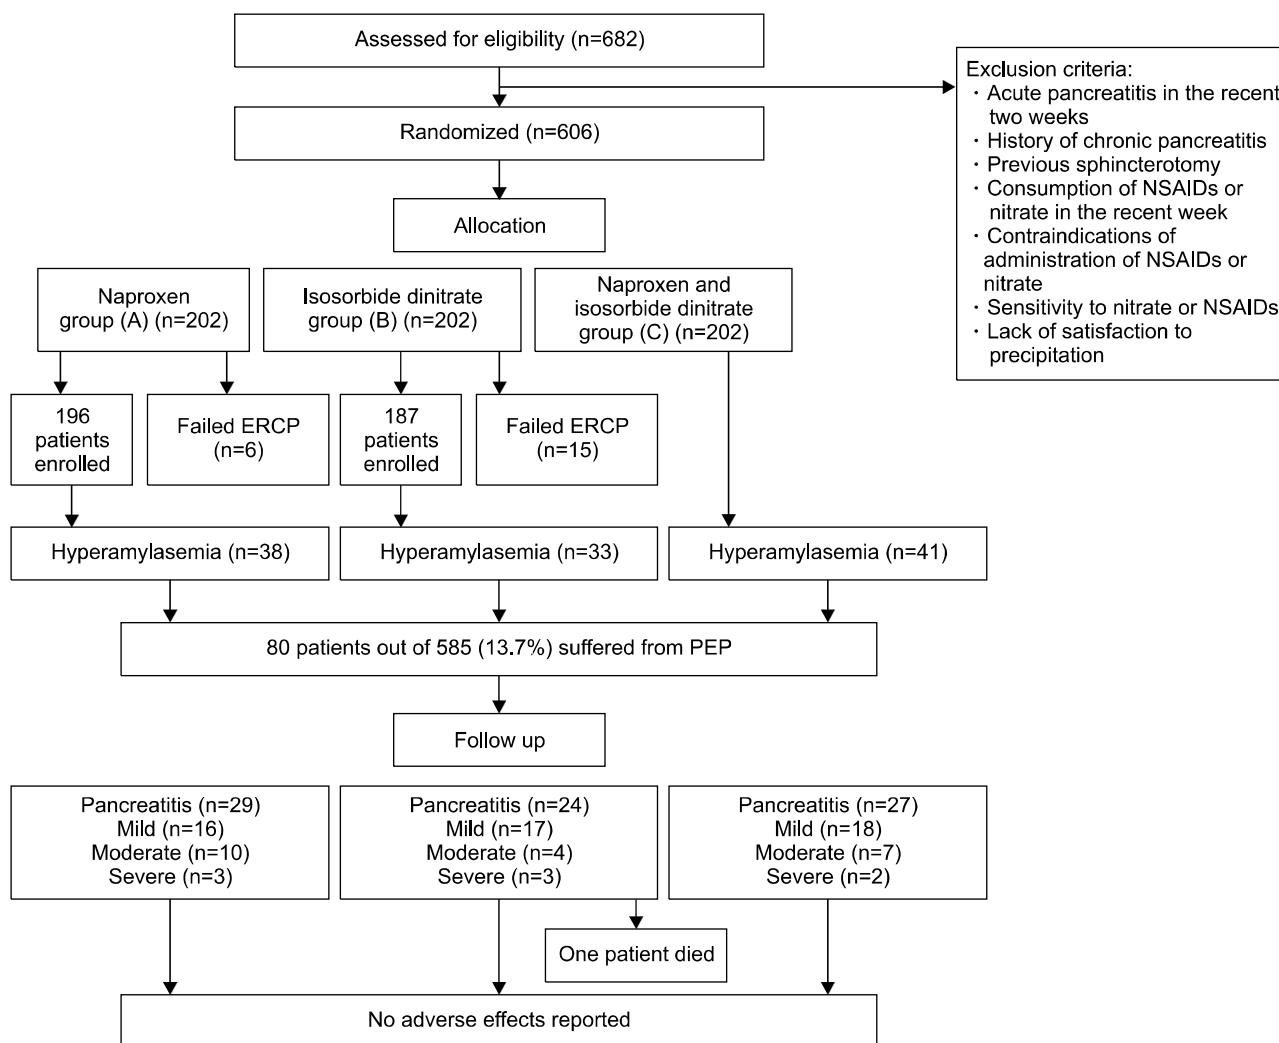 Assessed for eligibility (n=682)
Exclusion criteria:
· Acute pancreatitis in the recent
two weeks
· History of chronic pancreatitis
· Previous sphincterotomy
· Consumption of NSAIDs or
nitrate in the recent week
· Contraindications of
administration of NSAIDs or
nitrate
· Sensitivity to nitrate or NSAIDs
· Lack of satisfaction to
precipitation
Randomized (n=606)
Allocation
Naproxen
group (A) (n=202)
Isosorbide dinitrate
group (B) (n=202)
Naproxen and
isosorbide dinitrate
group (C) (n=202)
196
patients
enrolled
Failed ERCP
(n=6)
187
patients
enrolled
Failed ERCP
(n=15)
Hyperamylasemia (n=38)
Hyperamylasemia (n=33)
Hyperamylasemia (n=41)
80 patients out of 585 (13.7%) suffered from PEP
Follow up
Pancreatitis (n=29)
Mild (n=16)
Moderate (n=10)
Severe (n=3)
Pancreatitis (n=24)
Mild (n=17)
Moderate (n=4)
Severe (n=3)
Pancreatitis (n=27)
Mild (n=18)
Moderate (n=7)
Severe (n=2)
One patient died
No adverse effects reported